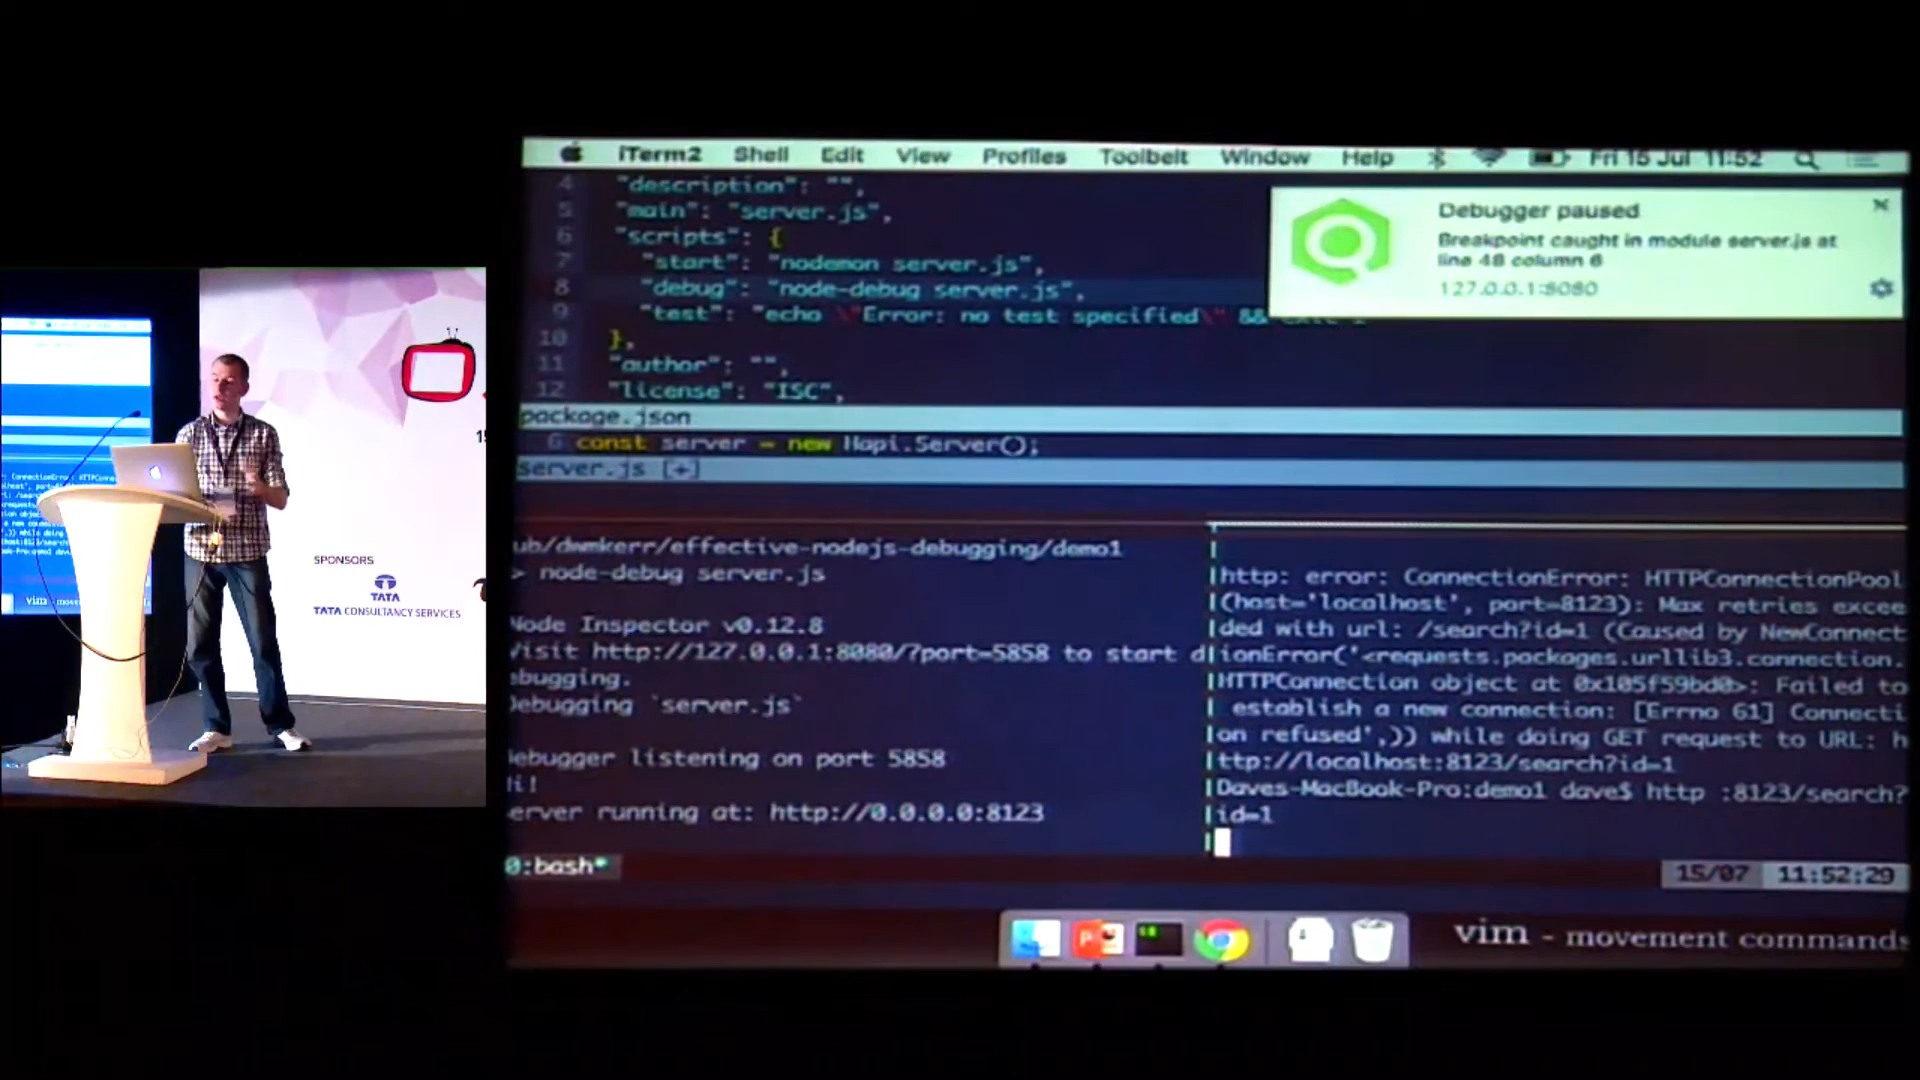 iTerm2 Shell Edit View Profiles Toolbelt Window Help Fri 15 Jul 11:52
4 "description": "",
5 "main": "server.js",
6 "scripts": {
7 "start": "nodemon server.js",
8 "debug": "node-debug server.js",
9 "test": "echo \"Error: no test specified\" && exit 1
10 },
11 "author": "",
12 "license": "ISC",
package.json
6 const server = new Hapi.Server();
server.js [+]
Debugger paused
Breakpoint caught in module server.js at
line 48 column 6
127.0.0.1:8080
ub/dwmkerr/effective-nodejs-debugging/demo1
> node-debug server.js
Node Inspector v0.12.8
Visit http://127.0.0.1:8080/?port=5858 to start d
ebugging.
Debugging `server.js`
Debugger listening on port 5858
Hi!
erver running at: http://0.0.0.0:8123
http: error: ConnectionError: HTTPConnectionPool
(host='localhost', port=8123): Max retries excee
ded with url: /search?id=1 (Caused by NewConnect
ionError('<requests.packages.urllib3.connection.
HTTPConnection object at 0x105f59bd0>: Failed to
establish a new connection: [Errno 61] Connecti
on refused',)) while doing GET request to URL: h
ttp://localhost:8123/search?id=1
Daves-MacBook-Pro:demo1 dave$ http :8123/search?
id=1
0:bash*
15/07 11:52:29
vim - movement commands
SPONSORS
TATA
TATA CONSULTANCY SERVICES